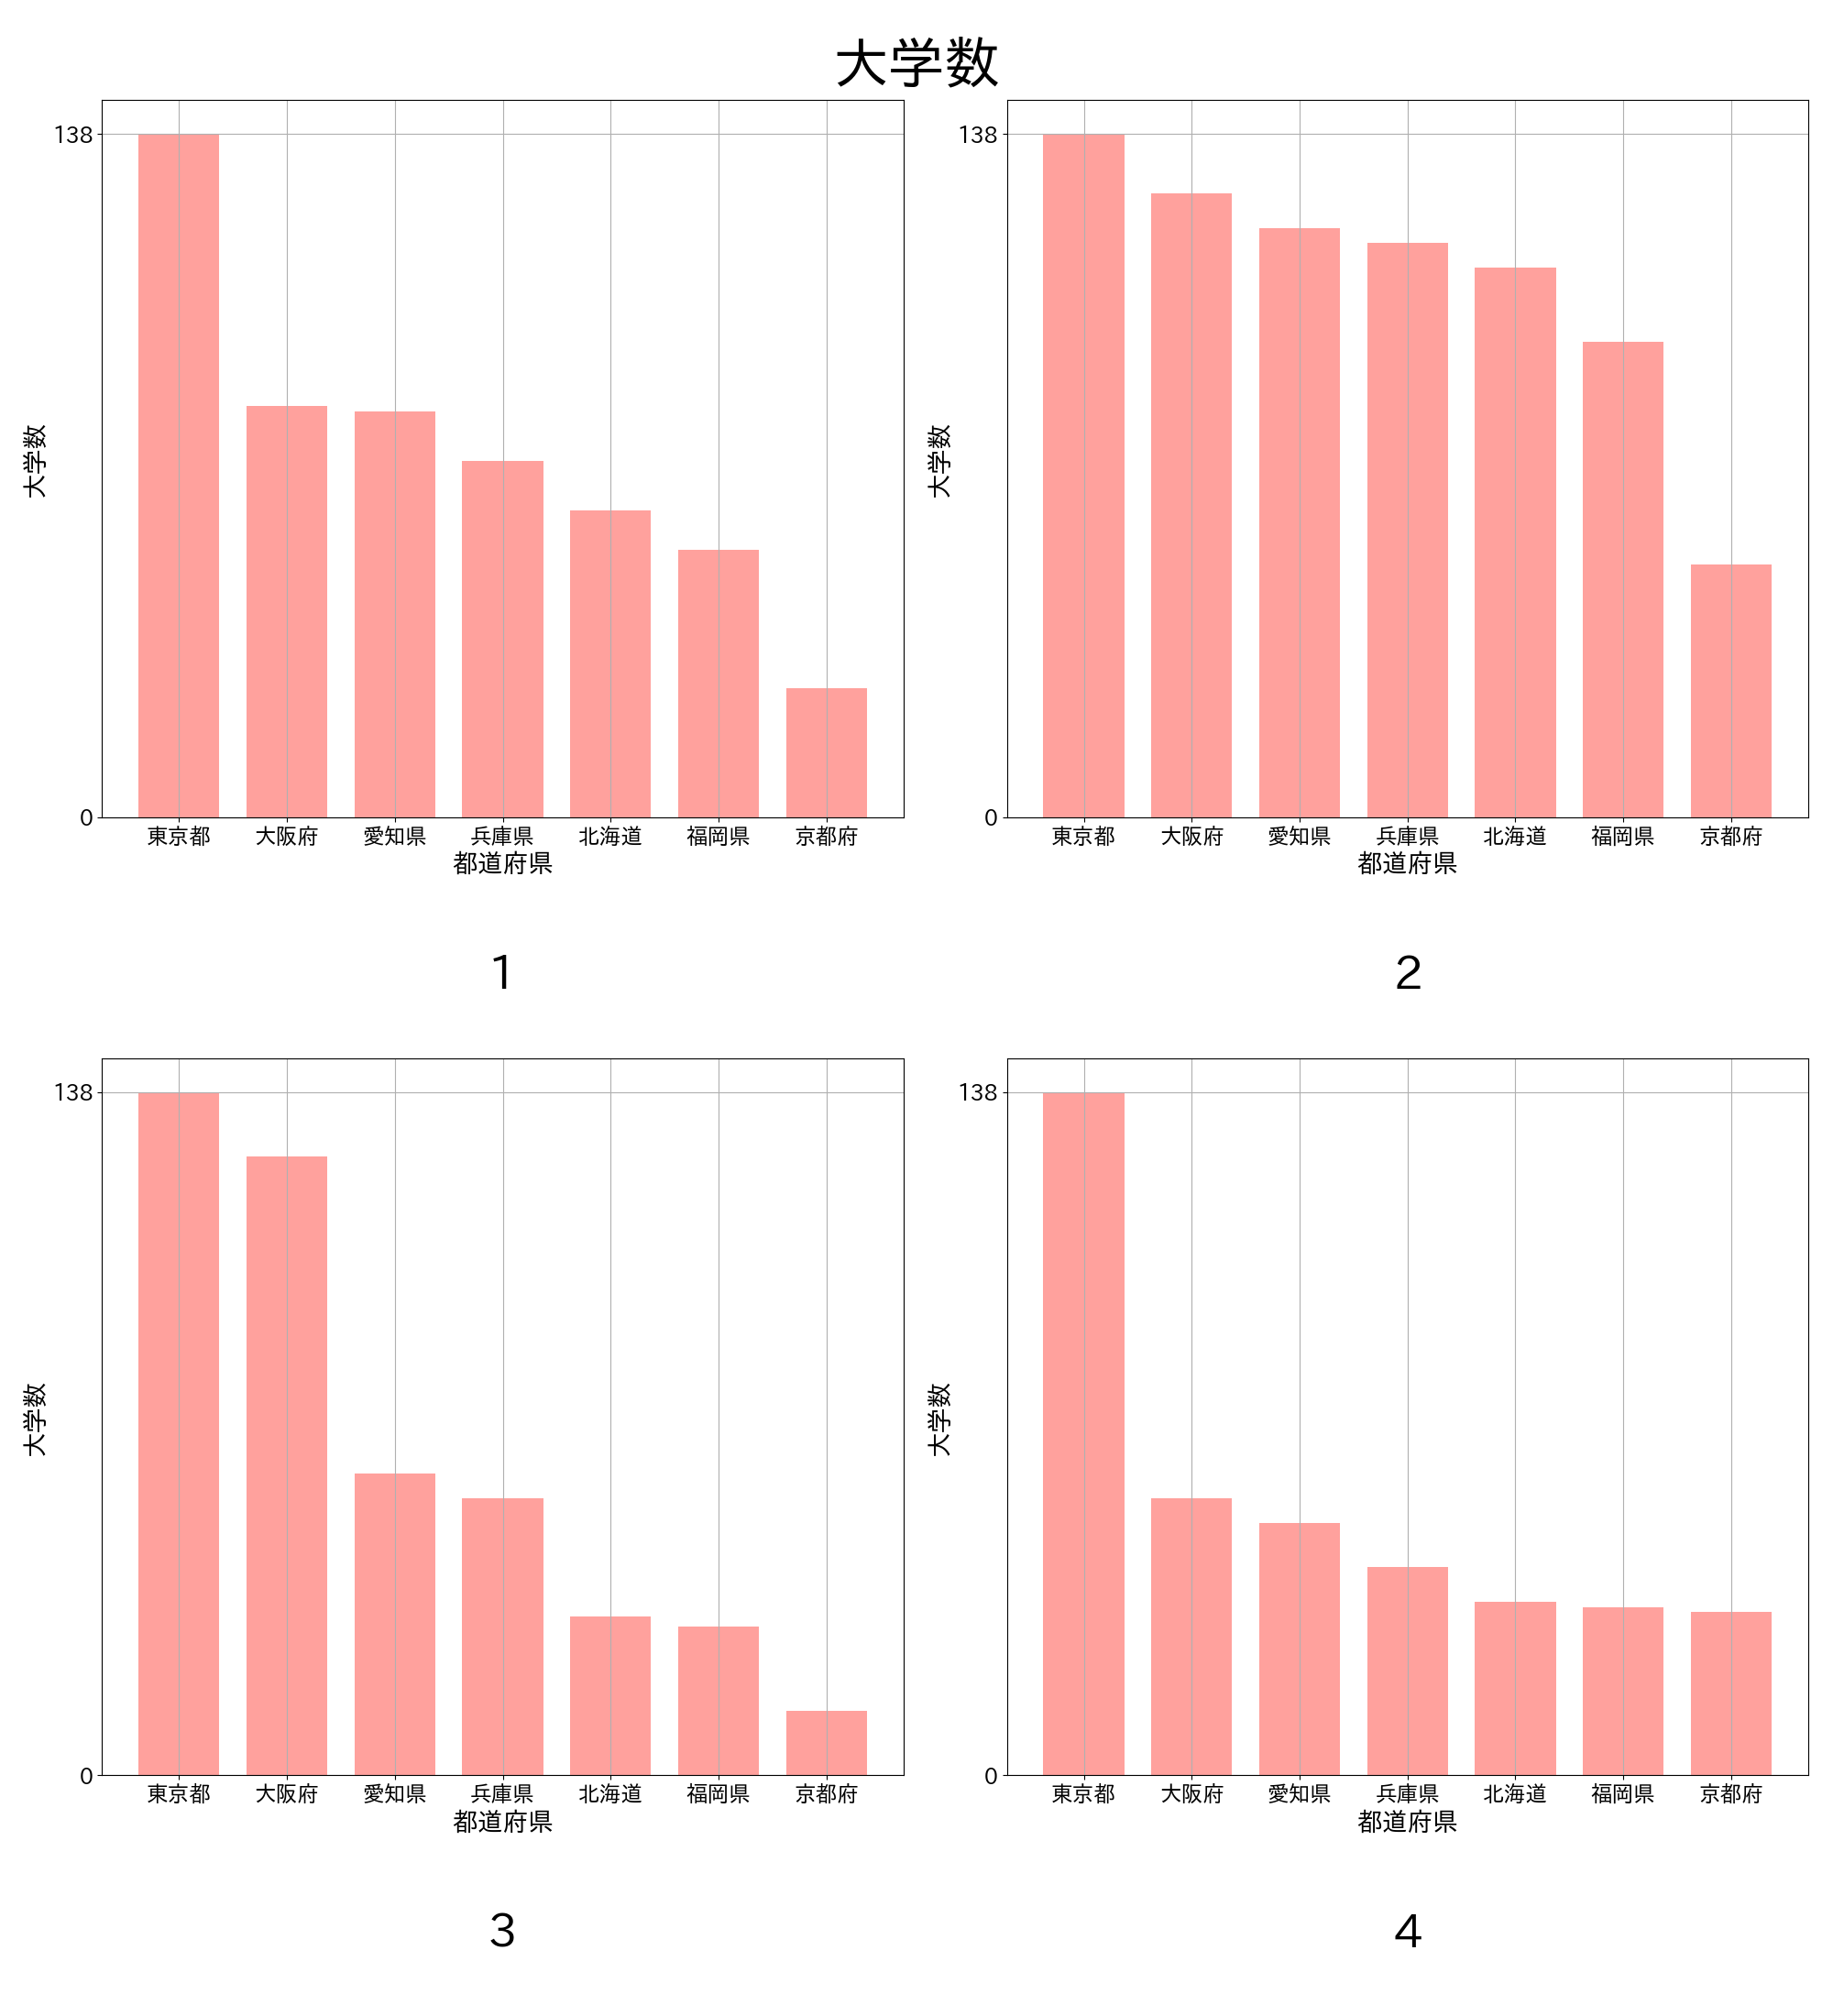 大学数
138
0
大学数
東京都 大阪府 愛知県 兵庫県 北海道 福岡県 京都府
都道府県
1
138
0
大学数
東京都 大阪府 愛知県 兵庫県 北海道 福岡県 京都府
都道府県
2
138
0
大学数
東京都 大阪府 愛知県 兵庫県 北海道 福岡県 京都府
都道府県
3
138
0
大学数
東京都 大阪府 愛知県 兵庫県 北海道 福岡県 京都府
都道府県
4